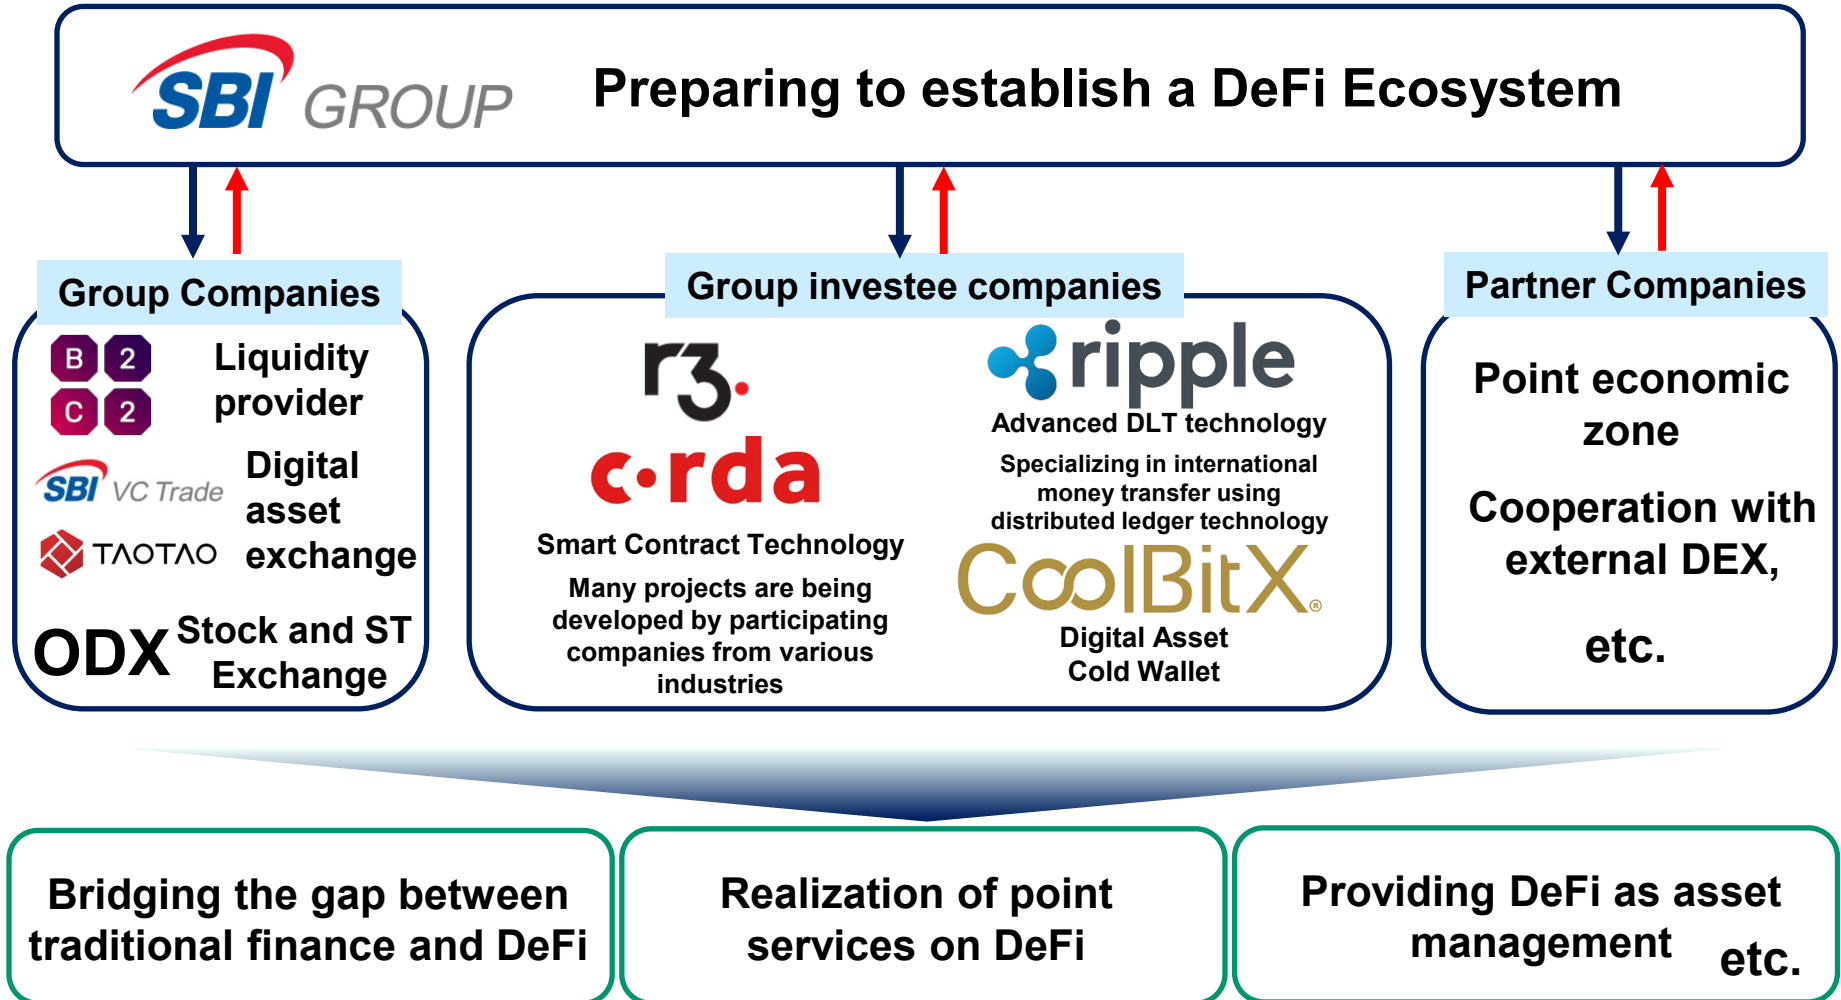 SBI GROUP
Preparing to establish a DeFi Ecosystem
Group Companies
B 2
C 2
Liquidity
provider
SBI VC Trade
TAOTAO
Digital
asset
exchange
ODX
Stock and ST
Exchange
Group investee companies
r3.
c·rda
Smart Contract Technology
Many projects are being
developed by participating
companies from various
industries
ripple
Advanced DLT technology
Specializing in international
money transfer using
distributed ledger technology
CoolBitX®
Digital Asset
Cold Wallet
Partner Companies
Point economic
zone
Cooperation with
external DEX,
etc.
Bridging the gap between
traditional finance and DeFi
Realization of point
services on DeFi
Providing DeFi as asset
management
etc.